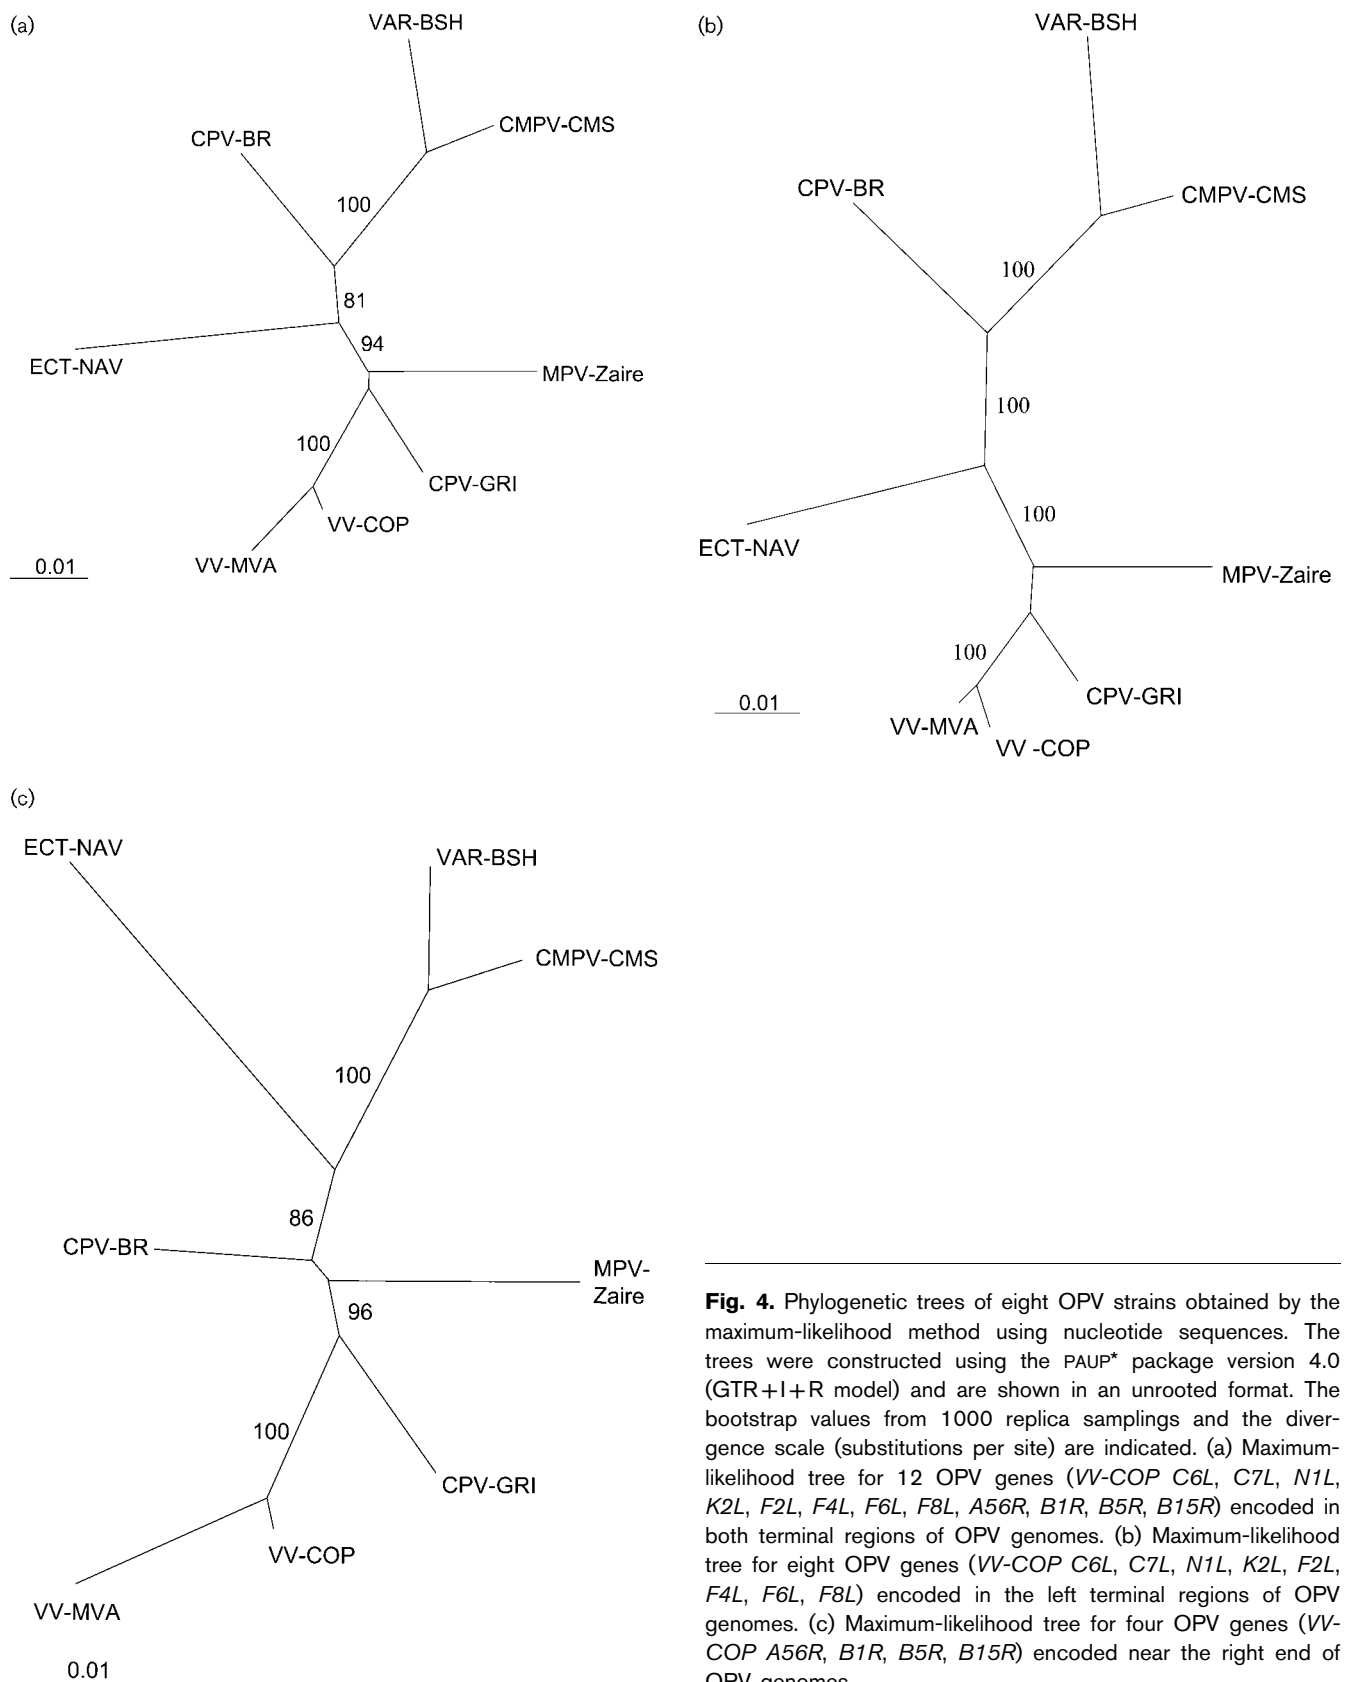 (a)
VAR-BSH
CMPV-CMS
CPV-BR
100
81
94
ECT-NAV
MPV-Zaire
100
CPV-GRI
VV-COP
VV-MVA
0.01
(b)
VAR-BSH
CPV-BR
CMPV-CMS
100
100
100
ECT-NAV
MPV-Zaire
100
CPV-GRI
0.01
VV-MVA
VV -COP
(c)
ECT-NAV
VAR-BSH
CMPV-CMS
100
86
CPV-BR
MPV-
Zaire
96
100
CPV-GRI
VV-COP
VV-MVA
0.01
Fig. 4. Phylogenetic trees of eight OPV strains obtained by the
maximum-likelihood method using nucleotide sequences. The
trees were constructed using the PAUP* package version 4.0
(GTR+I+R model) and are shown in an unrooted format. The
bootstrap values from 1000 replica samplings and the diver-
gence scale (substitutions per site) are indicated. (a) Maximum-
likelihood tree for 12 OPV genes (VV-COP C6L, C7L, N1L,
K2L, F2L, F4L, F6L, F8L, A56R, B1R, B5R, B15R) encoded in
both terminal regions of OPV genomes. (b) Maximum-likelihood
tree for eight OPV genes (VV-COP C6L, C7L, N1L, K2L, F2L,
F4L, F6L, F8L) encoded in the left terminal regions of OPV
genomes. (c) Maximum-likelihood tree for four OPV genes (VV-
COP A56R, B1R, B5R, B15R) encoded near the right end of
OPV genomes.